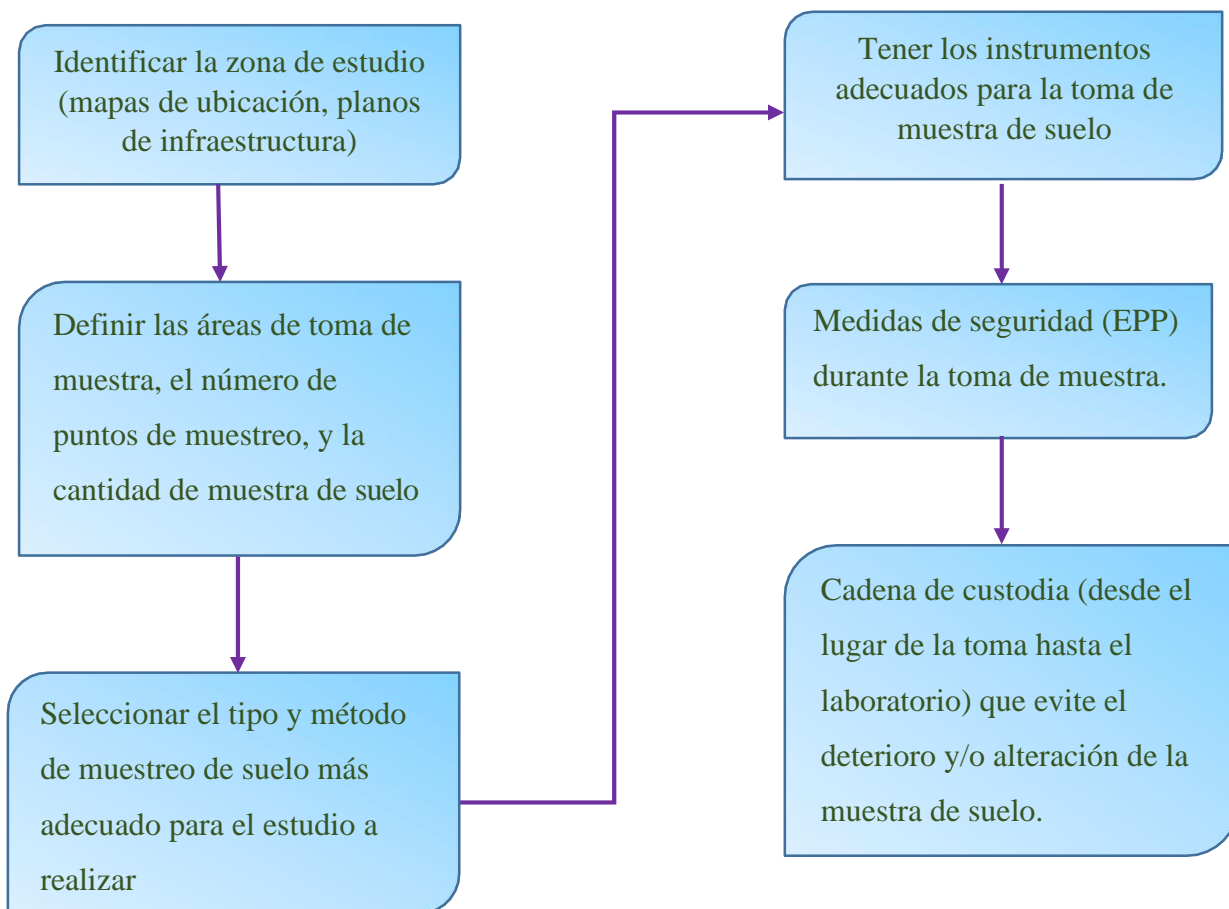 Identificar la zona de estudio
(mapas de ubicación, planos
de infraestructura)
Definir las áreas de toma de
muestra, el número de
puntos de muestreo, y la
cantidad de muestra de suelo
Seleccionar el tipo y método
de muestreo de suelo más
adecuado para el estudio a
realizar
Tener los instrumentos
adecuados para la toma de
muestra de suelo
Medidas de seguridad (EPP)
durante la toma de muestra.
Cadena de custodia (desde el
lugar de la toma hasta el
laboratorio) que evite el
deterioro y/o alteración de la
muestra de suelo.